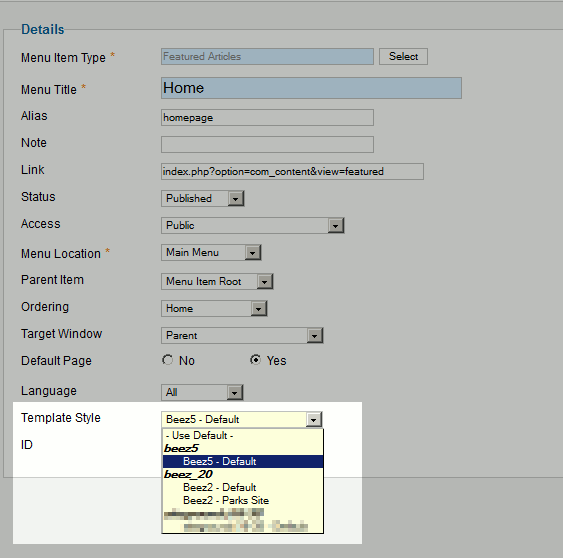 Details
Menu Item Type * Featured Articles Select
Menu Title * Home
Alias homepage
Note
Link index.php?option=com_content&view=featured
Status Published
Access Public
Menu Location * Main Menu
Parent Item Menu Item Root
Ordering Home
Target Window Parent
Default Page No Yes
Language All
Template Style Beez5 - Default
ID
- Use Default -
beez5
Beez5 - Default
beez_20
Beez2 - Default
Beez2 - Parks Site